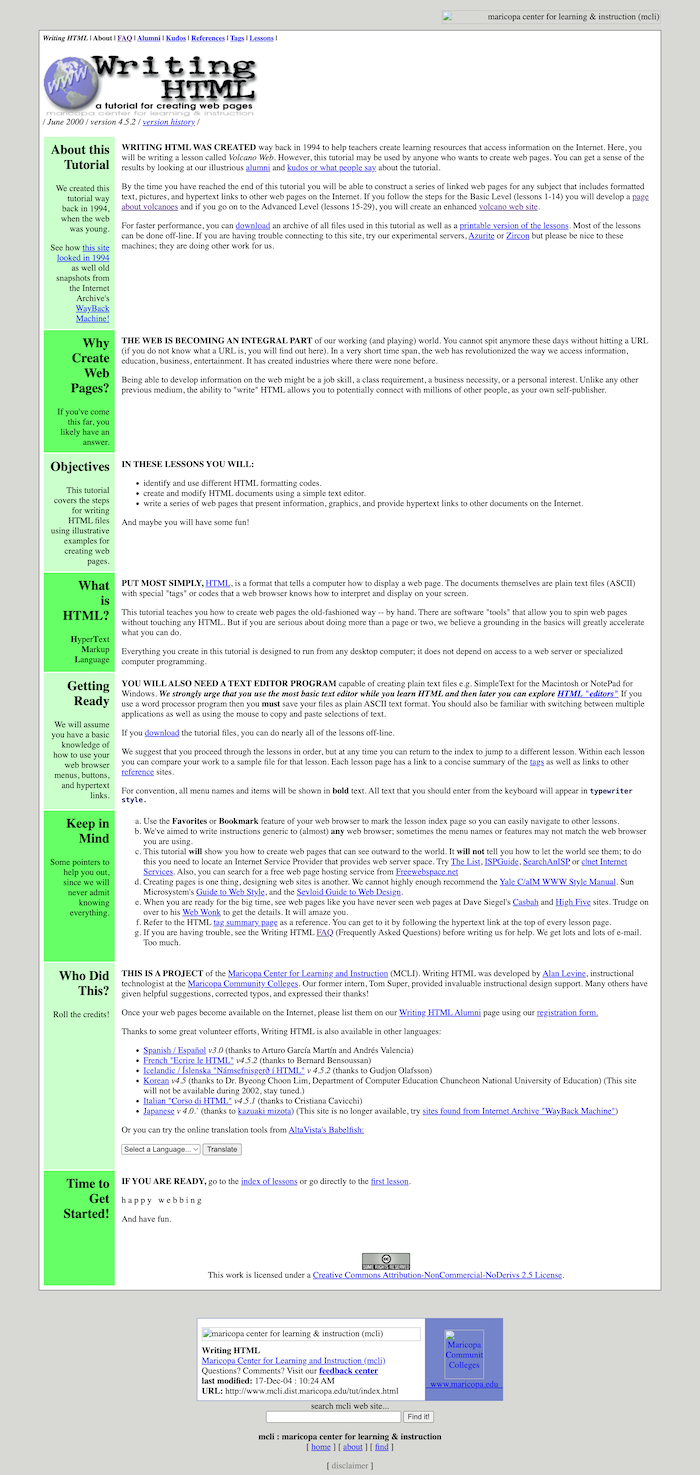 maricopa center for learning & instruction (mcli)
Writing HTML | About | FAQ | Alumni | Kudos | References | Tags | Lessons |
WWW
Writing
HTML
a tutorial for creating web pages
maricopa center for learning & instruction
/ June 2000 / version 4.5.2 / version history /
About this
Tutorial
We created this
tutorial way
back in 1994,
when the web
was young.
See how this site
looked in 1994
as well old
snapshots from
the Internet
Archive's
WayBack
Machine!
WRITING HTML WAS CREATED way back in 1994 to help teachers create learning resources that access information on the Internet. Here, you
will be writing a lesson called Volcano Web. However, this tutorial may be used by anyone who wants to create web pages. You can get a sense of the
results by looking at our illustrious alumni and kudos or what people say about the tutorial.
By the time you have reached the end of this tutorial you will be able to construct a series of linked web pages for any subject that includes formatted
text, pictures, and hypertext links to other web pages on the Internet. If you follow the steps for the Basic Level (lessons 1-14) you will develop a page
about volcanoes and if you go on to the Advanced Level (lessons 15-29), you will create an enhanced volcano web site.
For faster performance, you can download an archive of all files used in this tutorial as well as a printable version of the lessons. Most of the lessons
can be done off-line. If you are having trouble connecting to this site, try our experimental servers, Azurite or Zircon but please be nice to these
machines; they are doing other work for us.
Why
Create
Web
Pages?
If you've come
this far, you
likely have an
answer.
THE WEB IS BECOMING AN INTEGRAL PART of our working (and playing) world. You cannot spit anymore these days without hitting a URL
(if you do not know what a URL is, you will find out here). In a very short time span, the web has revolutionized the way we access information,
education, business, entertainment. It has created industries where there were none before.
Being able to develop information on the web might be a job skill, a class requirement, a business necessity, or a personal interest. Unlike any other
previous medium, the ability to "write" HTML allows you to potentially connect with millions of other people, as your own self-publisher.
Objectives
This tutorial
covers the steps
for writing
HTML files
using illustrative
examples for
creating web
pages.
IN THESE LESSONS YOU WILL:
• identify and use different HTML formatting codes.
• create and modify HTML documents using a simple text editor.
• write a series of web pages that present information, graphics, and provide hypertext links to other documents on the Internet.
And maybe you will have some fun!
What
is
HTML?
HyperText
Markup
Language
PUT MOST SIMPLY, HTML, is a format that tells a computer how to display a web page. The documents themselves are plain text files (ASCII)
with special "tags" or codes that a web browser knows how to interpret and display on your screen.
This tutorial teaches you how to create web pages the old-fashioned way -- by hand. There are software "tools" that allow you to spin web pages
without touching any HTML. But if you are serious about doing more than a page or two, we believe a grounding in the basics will greatly accelerate
what you can do.
Everything you create in this tutorial is designed to run from any desktop computer; it does not depend on access to a web server or specialized
computer programming.
Getting
Ready
We will assume
you have a basic
knowledge of
how to use your
web browser
menus, buttons,
and hypertext
links.
YOU WILL ALSO NEED A TEXT EDITOR PROGRAM capable of creating plain text files e.g. SimpleText for the Macintosh or NotePad for
Windows. We strongly urge that you use the most basic text editor while you learn HTML and then later you can explore HTML "editors" If you
use a word processor program then you must save your files as plain ASCII text format. You should also be familiar with switching between multiple
applications as well as using the mouse to copy and paste selections of text.
If you download the tutorial files, you can do nearly all of the lessons off-line.
We suggest that you proceed through the lessons in order, but at any time you can return to the index to jump to a different lesson. Within each lesson
you can compare your work to a sample file for that lesson. Each lesson page has a link to a concise summary of the tags as well as links to other
reference sites.
For convention, all menu names and items will be shown in bold text. All text that you should enter from the keyboard will appear in typewriter
style.
Keep in
Mind
Some pointers to
help you out,
since we will
never admit
knowing
everything.
a. Use the Favorites or Bookmark feature of your web browser to mark the lesson index page so you can easily navigate to other lessons.
b. We've aimed to write instructions generic to (almost) any web browser; sometimes the menu names or features may not match the web browser
you are using.
c. This tutorial will show you how to create web pages that can see outward to the world. It will not tell you how to let the world see them; to do
this you need to locate an Internet Service Provider that provides web server space. Try The List, ISPGuide, SearchAnISP or c|net Internet
Services. Also, you can search for a free web page hosting service from Freewebspace.net
d. Creating pages is one thing, designing web sites is another. We cannot highly enough recommend the Yale C/aIM WWW Style Manual. Sun
Microsystem's Guide to Web Style, and the Sevloid Guide to Web Design.
e. When you are ready for the big time, see web pages like you have never seen web pages at Dave Siegel's Casbah and High Five sites. Trudge on
over to his Web Wonk to get the details. It will amaze you.
f. Refer to the HTML tag summary page as a reference. You can get to it by following the hypertext link at the top of every lesson page.
g. If you are having trouble, see the Writing HTML FAQ (Frequently Asked Questions) before writing us for help. We get lots and lots of e-mail.
Too much.
Who Did
This?
Roll the credits!
THIS IS A PROJECT of the Maricopa Center for Learning and Instruction (MCLI). Writing HTML was developed by Alan Levine, instructional
technologist at the Maricopa Community Colleges. Our former intern, Tom Super, provided invaluable instructional design support. Many others have
given helpful suggestions, corrected typos, and expressed their thanks!
Once your web pages become available on the Internet, please list them on our Writing HTML Alumni page using our registration form.
Thanks to some great volunteer efforts, Writing HTML is also available in other languages:
• Spanish / Español v3.0 (thanks to Arturo García Martín and Andrés Valencia)
• French "Ecrire le HTML" v4.5.2 (thanks to Bernard Bensoussan)
• Icelandic / Íslenska "Námsefnisgerð í HTML" v 4.5.2 (thanks to Gudjon Olafsson)
• Korean v4.5 (thanks to Dr. Byeong Choon Lim, Department of Computer Education Chuncheon National University of Education) (This site
will not be available during 2002, stay tuned.)
• Italian "Corso di HTML" v4.5.1 (thanks to Cristiana Cavicchi)
• Japanese v 4.0.` (thanks to kazuaki mizota) (This site is no longer available, try sites found from Internet Archive "WayBack Machine")
Or you can try the online translation tools from AltaVista's Babelfish:
Select a Language... Translate
Time to
Get
Started!
IF YOU ARE READY, go to the index of lessons or go directly to the first lesson.
h a p p y w e b b i n g
And have fun.
cc
SOME RIGHTS RESERVED
This work is licensed under a Creative Commons Attribution-NonCommercial-NoDerivs 2.5 License.
maricopa center for learning & instruction (mcli)
Writing HTML
Maricopa Center for Learning and Instruction (mcli)
Questions? Comments? Visit our feedback center
last modified: 17-Dec-04 : 10:24 AM
URL: http://www.mcli.dist.maricopa.edu/tut/index.html
Maricopa
Communit
Colleges
www.maricopa.edu
search mcli web site...
Find it!
mcli : maricopa center for learning & instruction
[ home ] [ about ] [ find ]
[ disclaimer ]